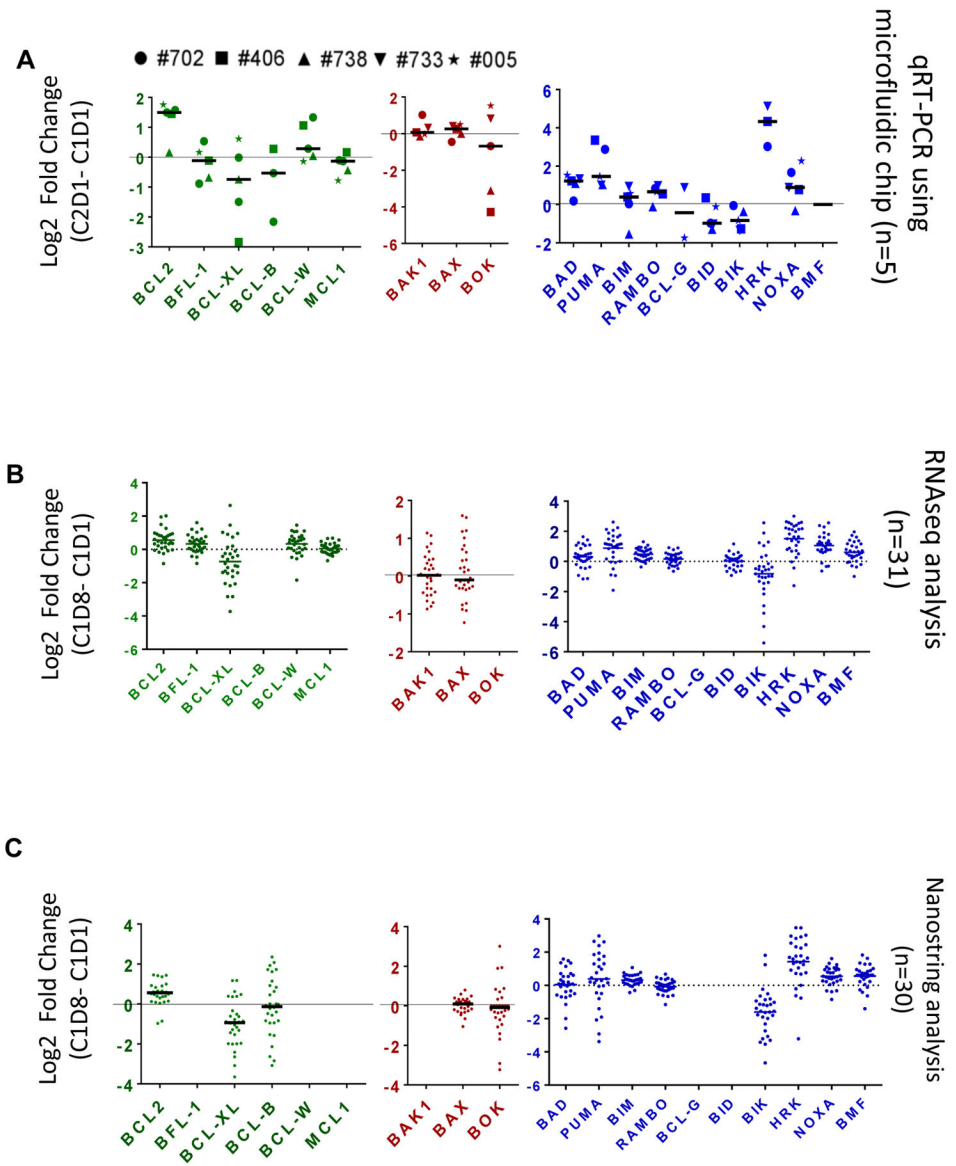 A
● #702 ■ #406 ▲ #738 ▼ #733 ★ #005
qRT-PCR using
microfluidic chip (n=5)
Log2 Fold Change
(C2D1- C1D1)
2
1
0
-1
-2
-3
BCL2
BFL-1
BCL-XL
BCL-B
BCL-W
MCL1
2
0
-2
-4
-6
BAK1
BAX
BOK
6
4
2
0
-2
BAD
PUMA
BIM
RAMBO
BCL-G
BID
BIK
HRK
NOXA
BMF
B
RNAseq analysis
(n=31)
Log2 Fold Change
(C1D8- C1D1)
4
2
0
-2
-4
-6
BCL2
BFL-1
BCL-XL
BCL-B
BCL-W
MCL1
2
1
0
-1
-2
BAK1
BAX
BOK
4
2
0
-2
-4
-6
BAD
PUMA
BIM
RAMBO
BCL-G
BID
BIK
HRK
NOXA
BMF
C
Nanostring analysis
(n=30)
Log2 Fold Change
(C1D8- C1D1)
4
2
0
-2
-4
BCL2
BFL-1
BCL-XL
BCL-B
BCL-W
MCL1
4
2
0
-2
-4
BAK1
BAX
BOK
4
2
0
-2
-4
-6
BAD
PUMA
BIM
RAMBO
BCL-G
BID
BIK
HRK
NOXA
BMF